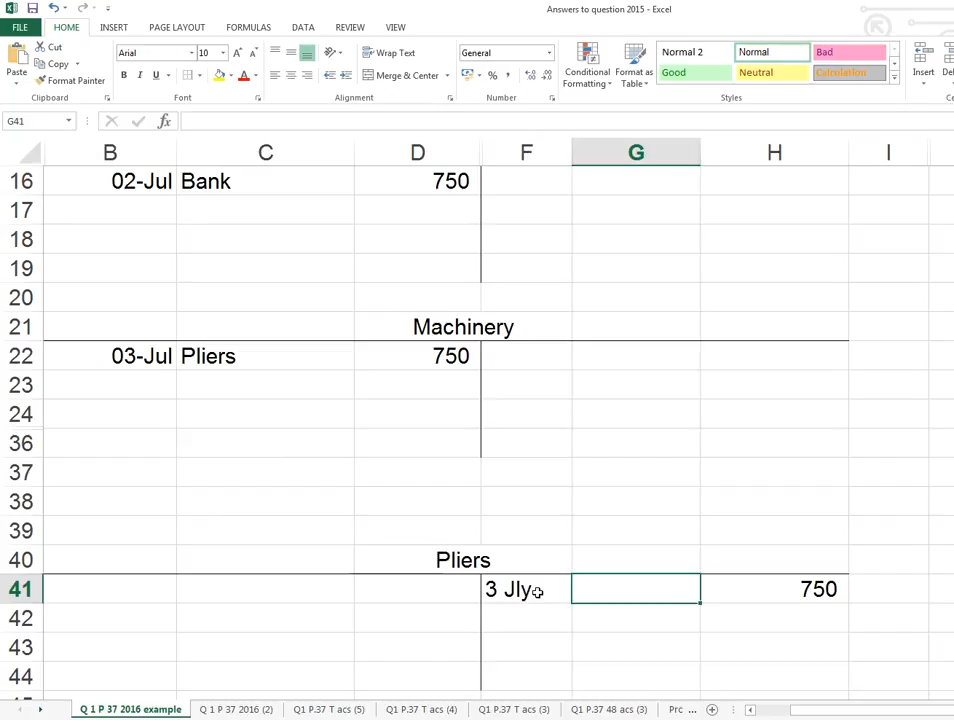 Answers to question 2015 - Excel
FILE HOME INSERT PAGE LAYOUT FORMULAS DATA REVIEW VIEW
Paste Cut Copy Format Painter
Arial 10 A A B I U A
Wrap Text Merge & Center
General % ,
Conditional Formatting Format as Table
Normal 2 Normal Bad
Good Neutral Calculation
Insert Del
Clipboard Font Alignment Number Styles Ce
G41 fx
B C D F G H I
16 02-Jul Bank 750
17
18
19
20
21 Machinery
22 03-Jul Pliers 750
23
24
36
37
38
39
40 Pliers
41 3 Jly 750
42
43
44
Q 1 P 37 2016 example Q 1 P 37 2016 (2) Q1 P.37 T acs (5) Q1 P.37 T acs (4) Q1 P.37 T acs (3) Q1 P.37 48 acs (3) Prc ...